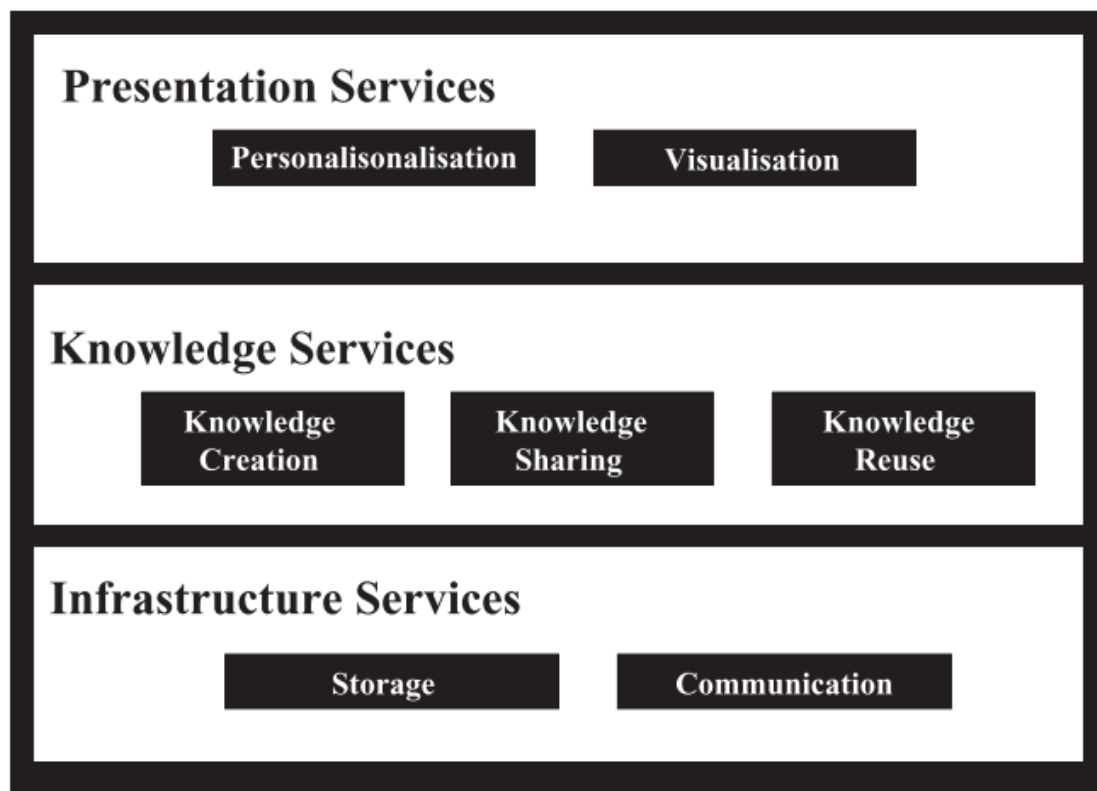 Presentation Services
Personalisonalisation
Visualisation
Knowledge Services
Knowledge
Creation
Knowledge
Sharing
Knowledge
Reuse
Infrastructure Services
Storage
Communication